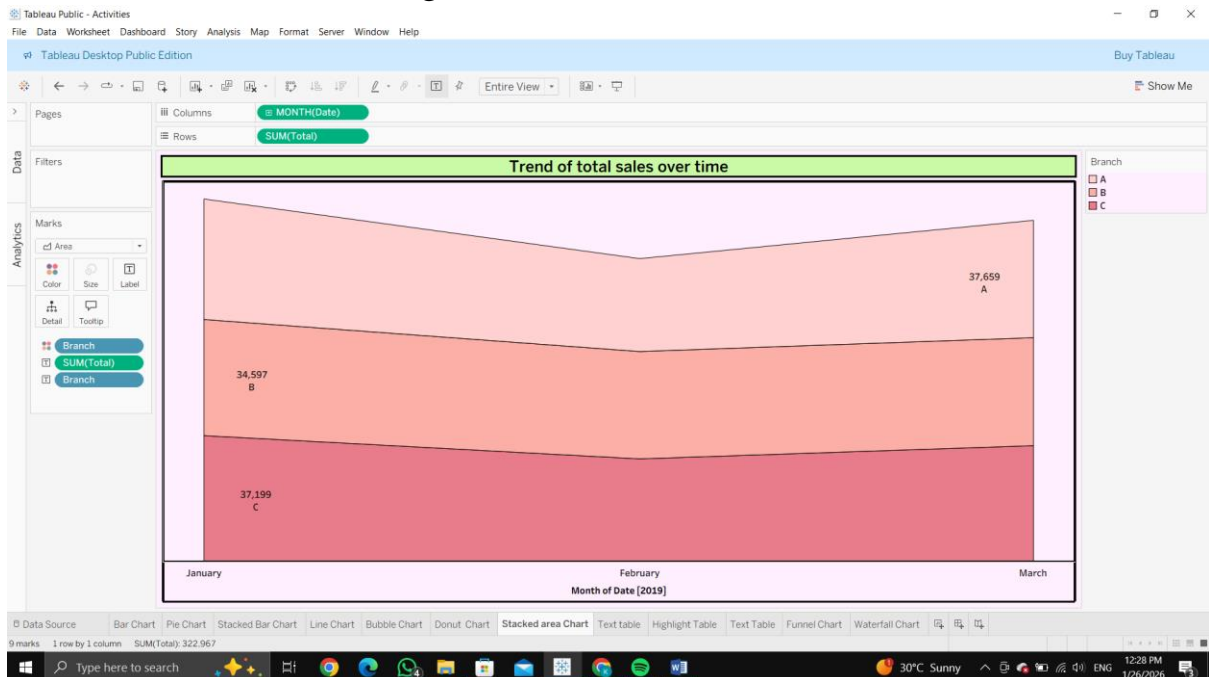 Tableau Public - Activities
File Data Worksheet Dashboard Story Analysis Map Format Server Window Help
Tableau Desktop Public Edition Buy Tableau
Entire View Show Me
Pages
Columns MONTH(Date)
Rows SUM(Total)
Data
Analytics
Filters
Marks
Area
Color Size Label
Detail Tooltip
Branch
SUM(Total)
Branch
Trend of total sales over time
37,659
A
34,597
B
37,199
C
January February March
Month of Date [2019]
Branch
A
B
C
Data Source Bar Chart Pie Chart Stacked Bar Chart Line Chart Bubble Chart Donut Chart Stacked area Chart Text table Highlight Table Text Table Funnel Chart Waterfall Chart
9 marks 1 row by 1 column SUM(Total): 322,967
Type here to search 4 30°C Sunny ENG 12:28 PM
1/26/2026 3